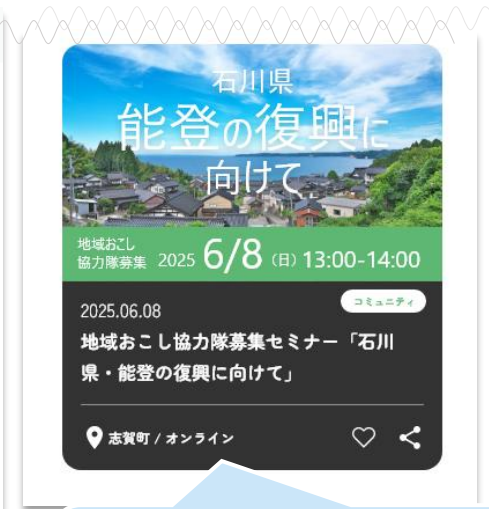 石川県
能登の復興に
向けて
地域おこし
協力隊募集 2025 6/8 (日) 13:00-14:00
コミュニティ
2025.06.08
地域おこし協力隊募集セミナー「石川
県・能登の復興に向けて」
志賀町 / オンライン